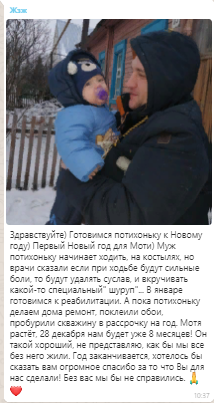 Жзж
Здравствуйте) Готовимся потихоньку к Новому
году) Первый Новый год для Моти) Муж
потихоньку начинает ходить, на костылях, но
врачи сказали если при ходьбе будут сильные
боли, то будут удалять суслав, и вкручивать
какой-то специальный" шуруп"... В январе
готовимся к реабилитации. А пока потихоньку
делаем дома ремонт, поклеили обои,
пробурили скважину в рассрочку на год. Мотя
растёт, 28 декабря нам будет уже 8 месяцев! Он
такой хороший, не представляю, как бы мы все
без него жили. Год заканчивается, хотелось бы
сказать вам огромное спасибо за то что Вы для
нас сделали! Без вас мы бы не справились. 🙏
❤️
10:37